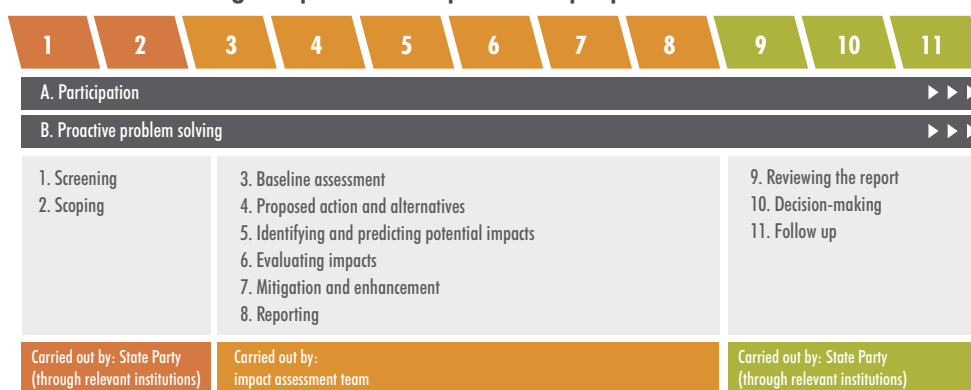 1 2 3 4 5 6 7 8 9 10 11
A. Participation
B. Proactive problem solving
1. Screening
2. Scoping
3. Baseline assessment
4. Proposed action and alternatives
5. Identifying and predicting potential impacts
6. Evaluating impacts
7. Mitigation and enhancement
8. Reporting
9. Reviewing the report
10. Decision-making
11. Follow up
Carried out by: State Party
(through relevant institutions)
Carried out by:
impact assessment team
Carried out by: State Party
(through relevant institutions)